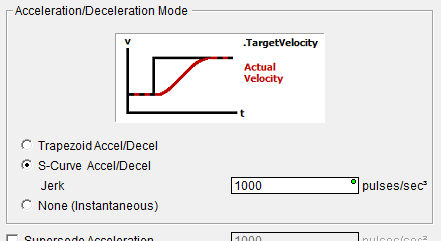 Acceleration/Deceleration Mode
v
.TargetVelocity
Actual
Velocity
t
Trapezoid Accel/Decel
S-Curve Accel/Decel
Jerk 1000 pulses/sec³
None (Instantaneous)
Supersede Acceleration 1000 pulses/sec³